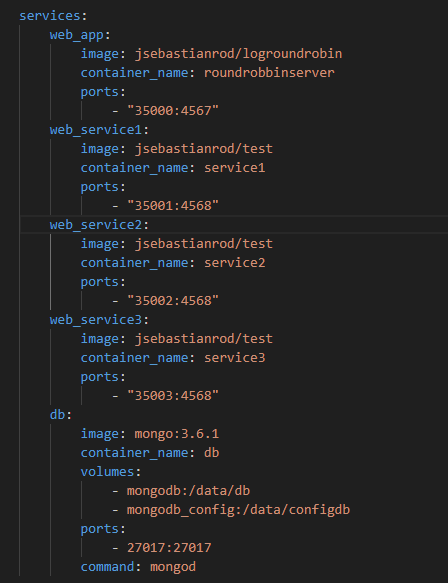 services:
    web_app:
        image: jsebastianrod/logroundrobin
        container_name: roundrobbinserver
        ports:
            - "35000:4567"
    web_service1:
        image: jsebastianrod/test
        container_name: service1
        ports:
            - "35001:4568"
    web_service2:
        image: jsebastianrod/test
        container_name: service2
        ports:
            - "35002:4568"
    web_service3:
        image: jsebastianrod/test
        container_name: service3
        ports:
            - "35003:4568"
    db:
        image: mongo:3.6.1
        container_name: db
        volumes:
            - mongodb:/data/db
            - mongodb_config:/data/configdb
        ports:
            - 27017:27017
        command: mongod